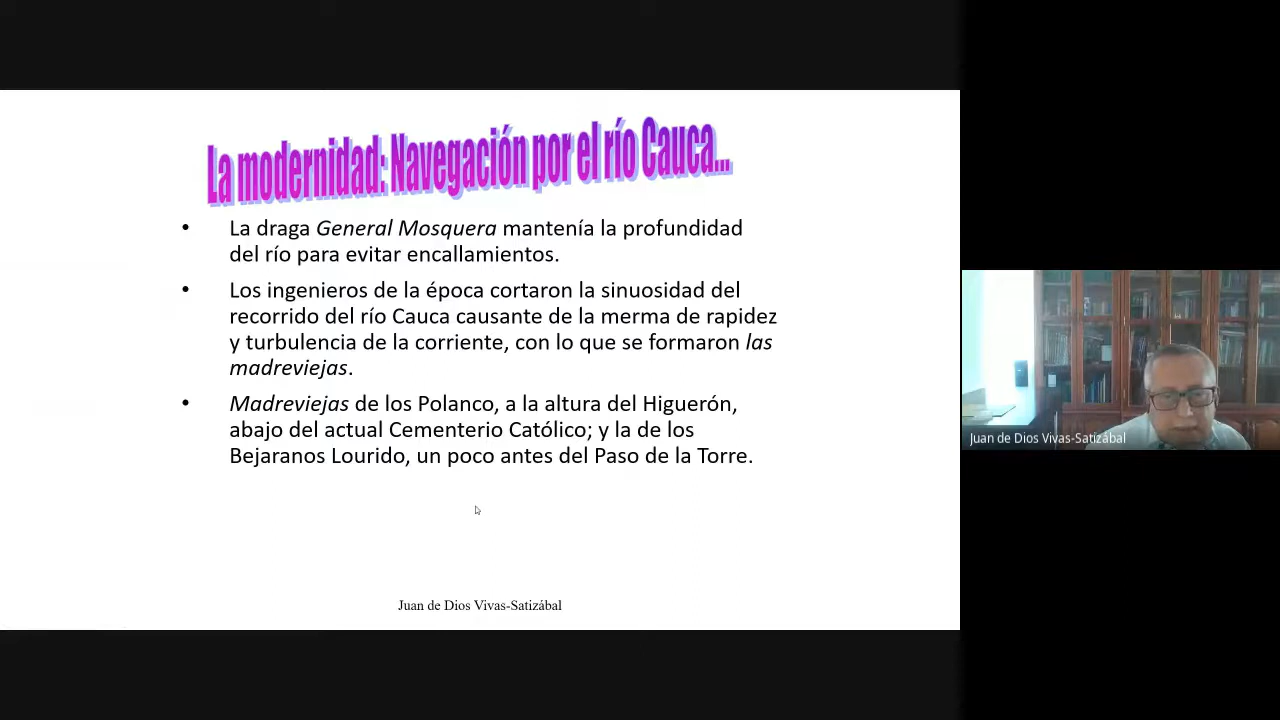 La modernidad: Navegación por el río Cauca...
• La draga General Mosquera mantenía la profundidad
del río para evitar encallamientos.
• Los ingenieros de la época cortaron la sinuosidad del
recorrido del río Cauca causante de la merma de rapidez
y turbulencia de la corriente, con lo que se formaron las
madreviejas.
• Madreviejas de los Polanco, a la altura del Higuerón,
abajo del actual Cementerio Católico; y la de los
Bejaranos Lourido, un poco antes del Paso de la Torre.
Juan de Dios Vivas-Satizábal
Juan de Dios Vivas-Satizábal